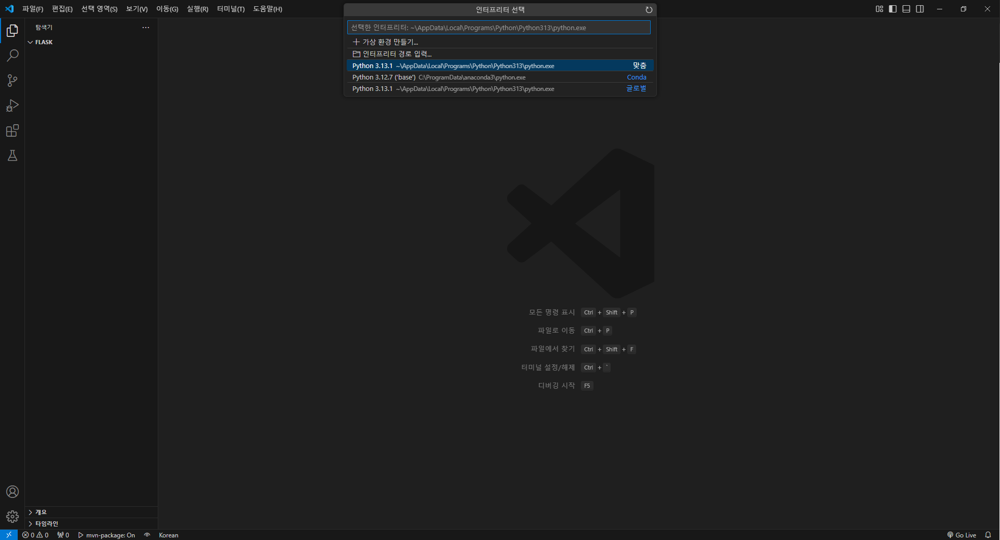 파일(F) 편집(E) 선택 영역(S) 보기(V) 이동(G) 실행(R) 터미널(T) 도움말(H)
인터프리터 선택
탐색기
선택한 인터프리터: ~\AppData\Local\Programs\Python\Python313\python.exe
FLASK
가상 환경 만들기...
인터프리터 경로 입력...
Python 3.13.1 ~\AppData\Local\Programs\Python\Python313\python.exe 맞춤
Python 3.12.7 ('base') C:\ProgramData\anaconda3\python.exe Conda
Python 3.13.1 ~\AppData\Local\Programs\Python\Python313\python.exe 글로벌
모든 명령 표시 Ctrl + Shift + P
파일로 이동 Ctrl + P
파일에서 찾기 Ctrl + Shift + F
터미널 설정/해제 Ctrl + `
디버깅 시작 F5
개요
타임라인
0 0 0 mvn-package: On Korean Go Live